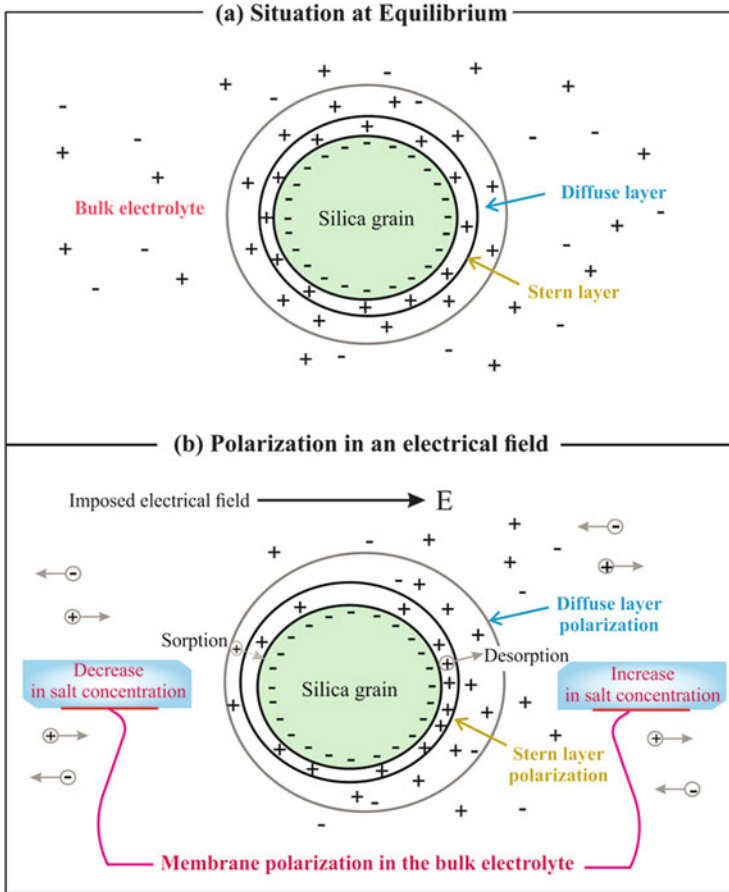 (a) Situation at Equilibrium
Bulk electrolyte
Silica grain
Diffuse layer
Stern layer
(b) Polarization in an electrical field
Imposed electrical field
E
Diffuse layer
polarization
Sorption
Desorption
Decrease
in salt concentration
Silica grain
Increase
in salt concentration
Stern layer
polarization
Membrane polarization in the bulk electrolyte